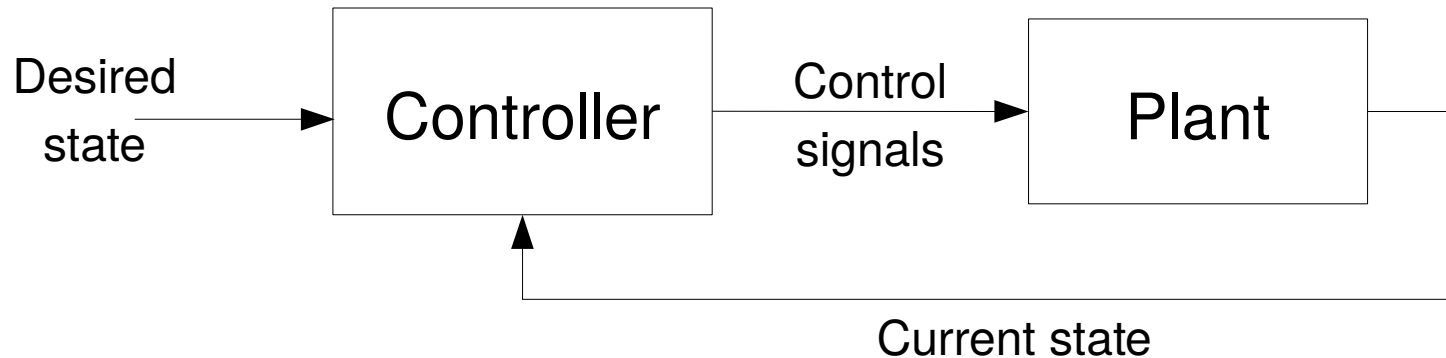 Desired
state
Controller
Control
signals
Plant
Current state